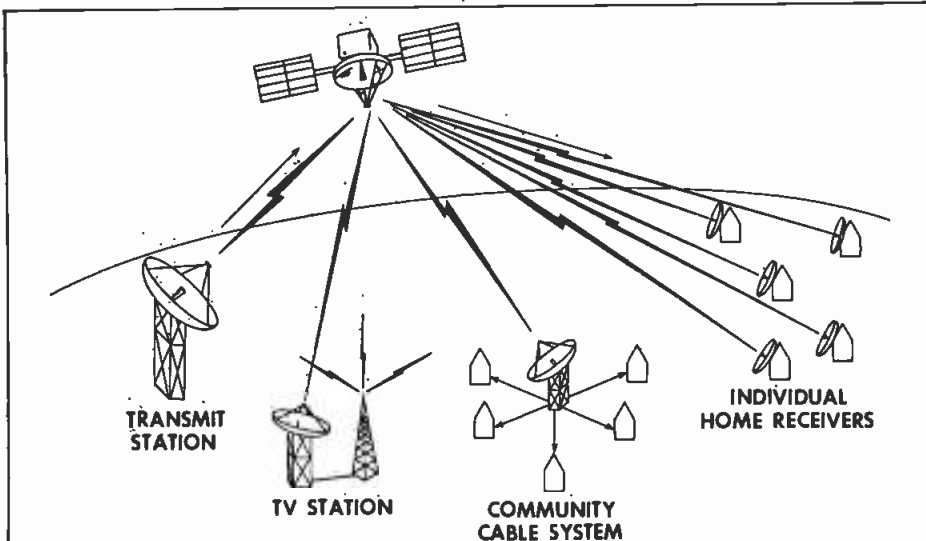 TRANSMIT
STATION
TV STATION
COMMUNITY
CABLE SYSTEM
INDIVIDUAL
HOME RECEIVERS